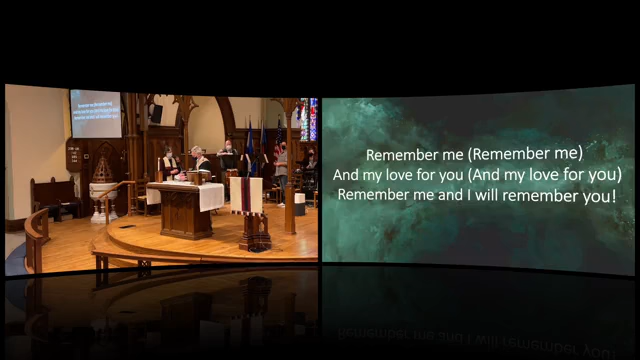 Remember me (Remember me)
And my love for you (And my love for you)
Remember me and I will remember you!